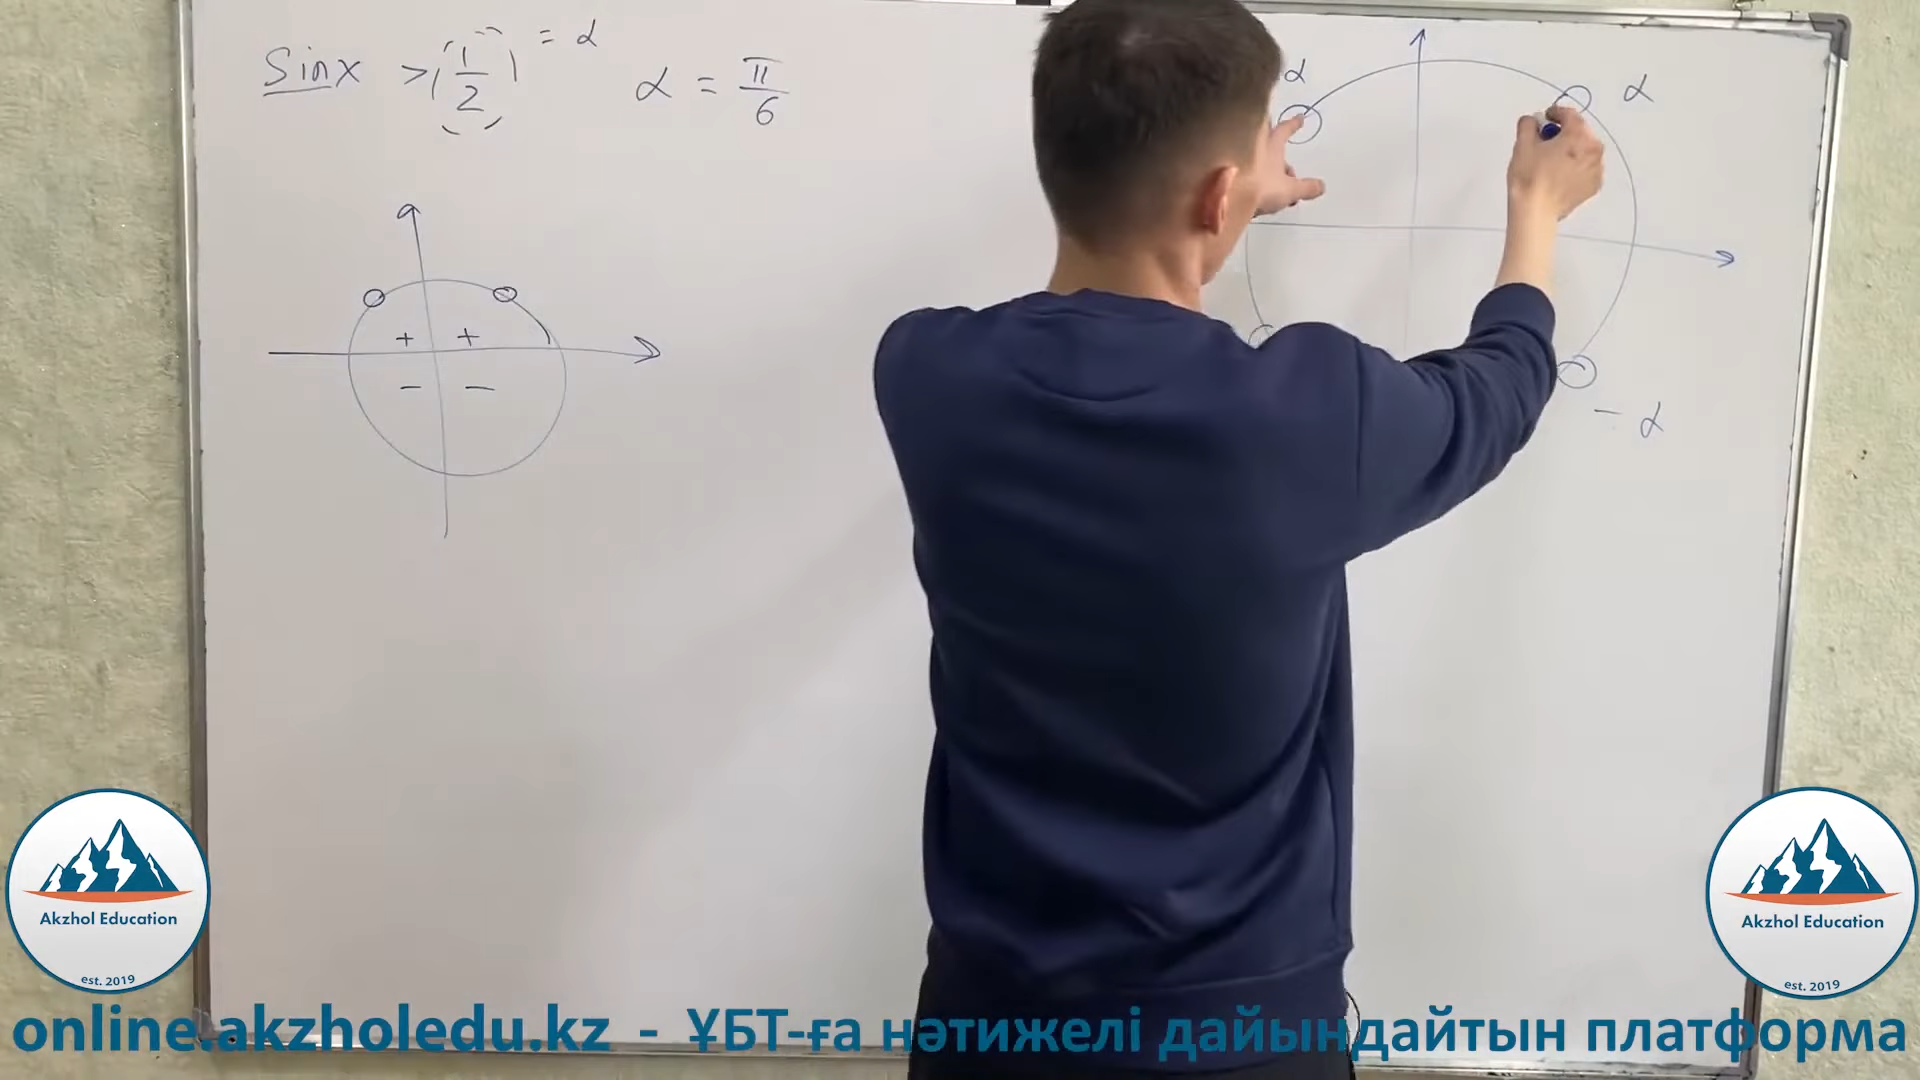 Sinx > (1/2) = α α = π/6
α α
+ +
− −
− α
Akzhol Education
est. 2019
Akzhol Education
est. 2019
online.akzholedu.kz - ҰБТ-ға нәтижелі дайындайтын платформа